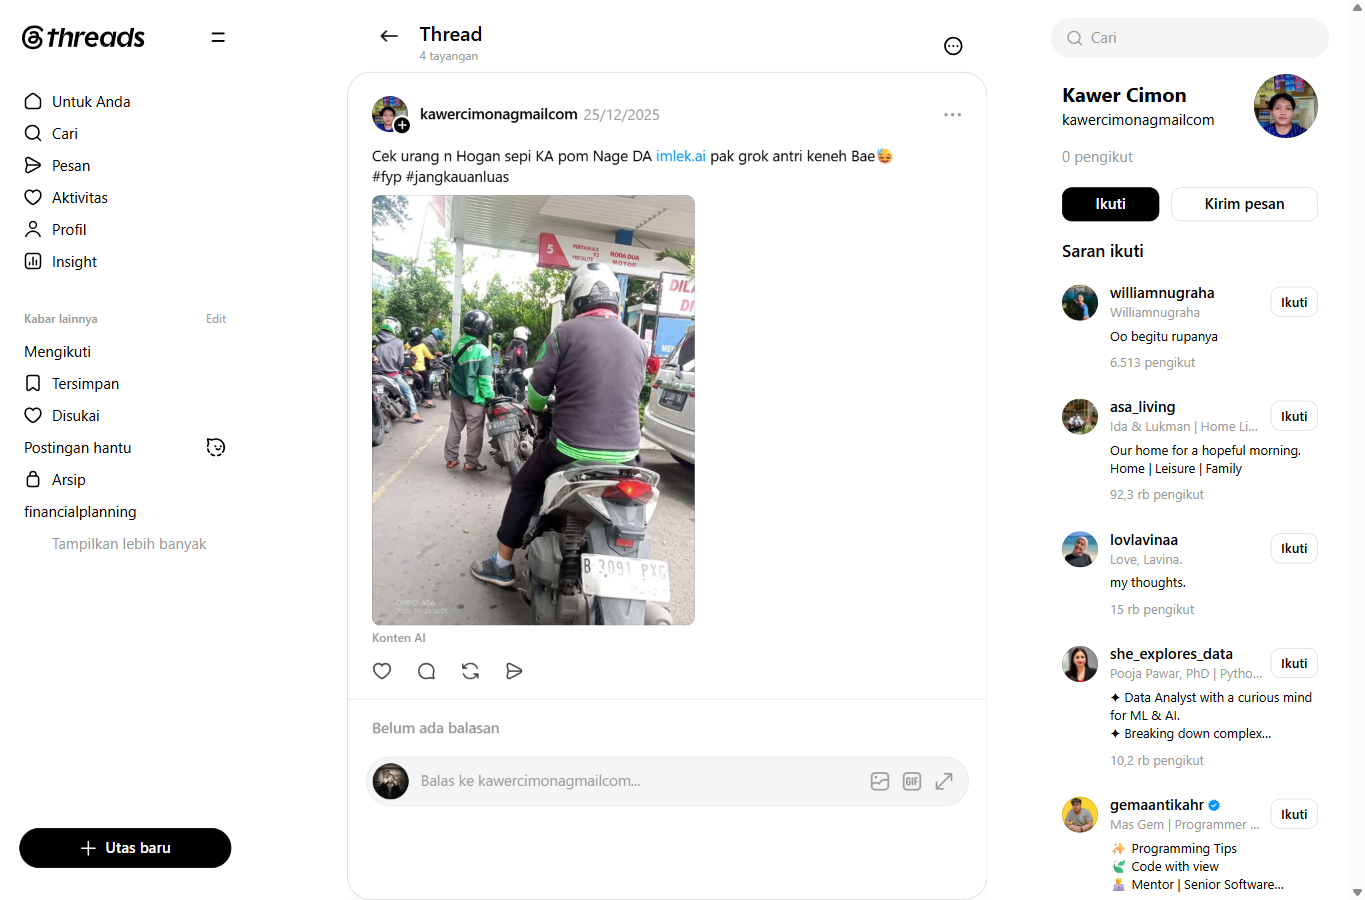 threads
Untuk Anda
Cari
Pesan
Aktivitas
Profil
Insight
Kabar lainnya
Edit
Mengikuti
Tersimpan
Disukai
Postingan hantu
Arsip
financialplanning
Tampilkan lebih banyak
Utas baru
Thread
4 tayangan
kawercimonagmailcom 25/12/2025
Cek urang n Hogan sepi KA pom Nage DA imlek.ai pak grok antri keneh Bae😅
#fyp #jangkauanluas
5
PERTAMAX
92
PERTALITE
RODA DUA
MOTOR
B 3091 PXG
OPPO A54
Konten AI
Belum ada balasan
Balas ke kawercimonagmailcom...
GIF
Cari
Kawer Cimon
kawercimonagmailcom
0 pengikut
Ikuti
Kirim pesan
Saran ikuti
williamnugraha
Williamnugraha
Ikuti
Oo begitu rupanya
6.513 pengikut
asa_living
Ida & Lukman | Home Li...
Ikuti
Our home for a hopeful morning.
Home | Leisure | Family
92,3 rb pengikut
lovlavinaa
Love, Lavina.
Ikuti
my thoughts.
15 rb pengikut
she_explores_data
Pooja Pawar, PhD | Pytho...
Ikuti
✦ Data Analyst with a curious mind
for ML & AI.
✦ Breaking down complex...
10,2 rb pengikut
gemaantikahr
Mas Gem | Programmer ...
Ikuti
Programming Tips
Code with view
Mentor | Senior Software...